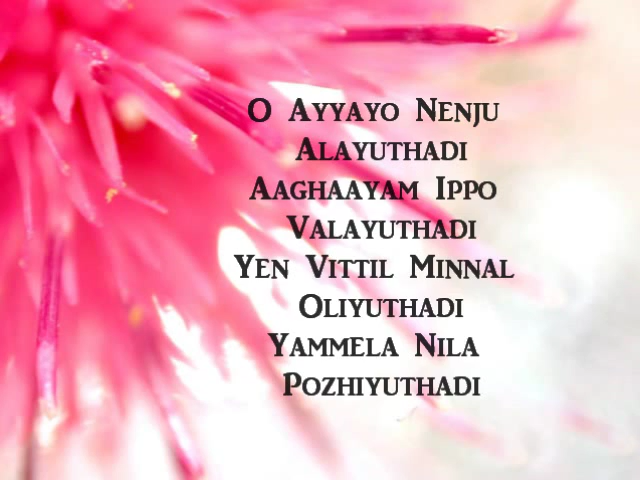 O Ayyayo Nenju
Alayuthadi
Aaghaayam Ippo
Valayuthadi
Yen Vittil Minnal
Oliyuthadi
Yammela Nila
Pozhiyuthadi